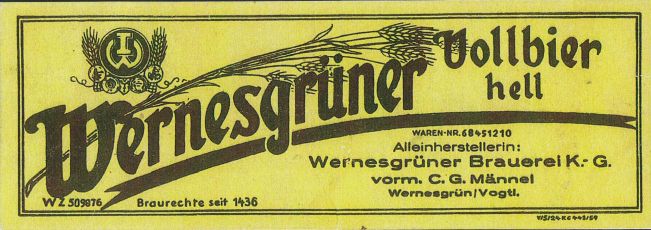 Wernesgrüner
Vollbier
hell
WAREN-NR. 68451210
Alleinherstellerin:
Wernesgrüner Brauerei K.-G.
vorm. C. G. Männel
Wernesgrün/Vogtl.
WZ 509876
Braurechte seit 1436